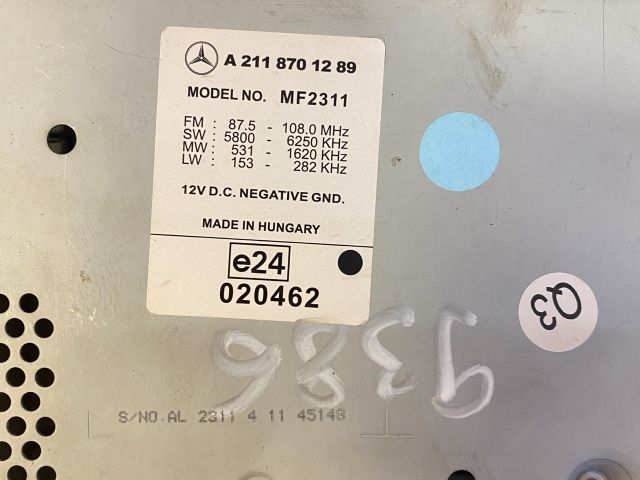 A 211 870 1 2 89
MODEL NO. MF2311
FM : 87.5 - 108.0 MHz
SW : 5800 - 6250 KHz
MW : 531 - 1620 KHz
LW : 153 - 282 KHz
12V D.C. NEGATIVE GND.
MADE IN HUNGARY
e24
020462
Q3
S/NO.AL 2311 4 11